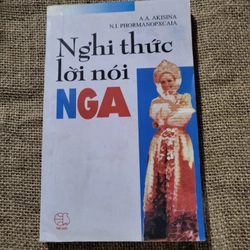 A.A. AKISINA
N.I. PHORMANOPXCAIA
Nghi thức
lời nói
NGA